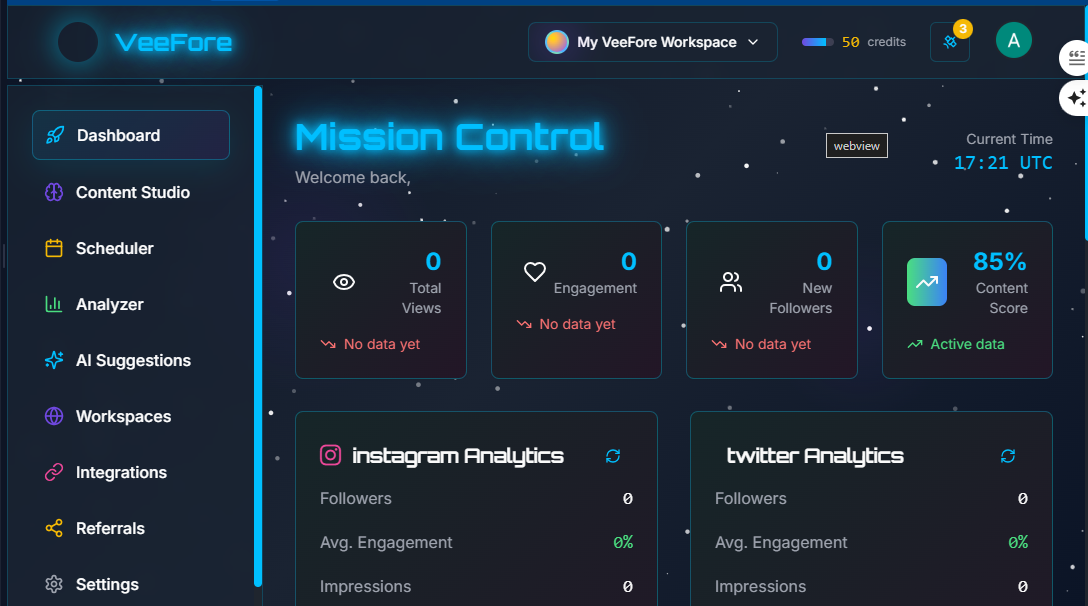 VeeFore
My VeeFore Workspace
50 credits
3
A
Dashboard
Content Studio
Scheduler
Analyzer
AI Suggestions
Workspaces
Integrations
Referrals
Settings
Mission Control
Welcome back,
webview
Current Time
17:21 UTC
0
Total
Views
No data yet
0
Engagement
No data yet
0
New
Followers
No data yet
85%
Content
Score
Active data
instagram Analytics
Followers 0
Avg. Engagement 0%
Impressions 0
twitter Analytics
Followers 0
Avg. Engagement 0%
Impressions 0